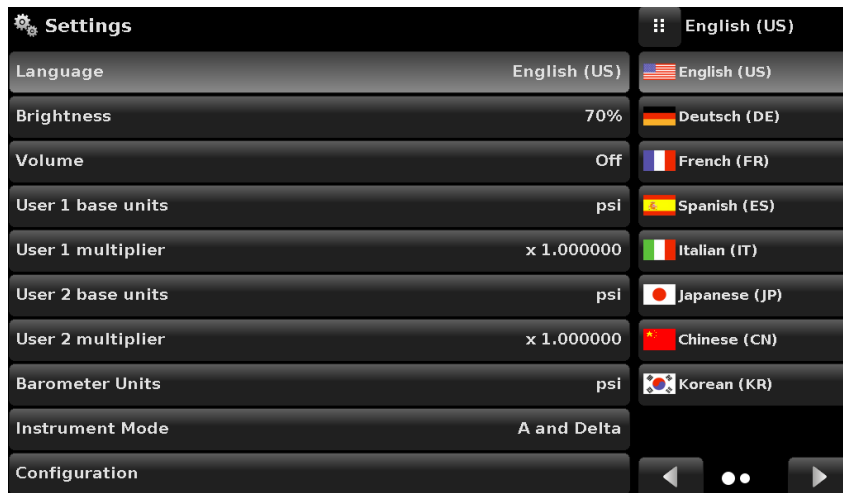 Settings
Language English (US)
Brightness 70%
Volume Off
User 1 base units psi
User 1 multiplier x 1.000000
User 2 base units psi
User 2 multiplier x 1.000000
Barometer Units psi
Instrument Mode A and Delta
Configuration
English (US)
English (US)
Deutsch (DE)
French (FR)
Spanish (ES)
Italian (IT)
Japanese (JP)
Chinese (CN)
Korean (KR)